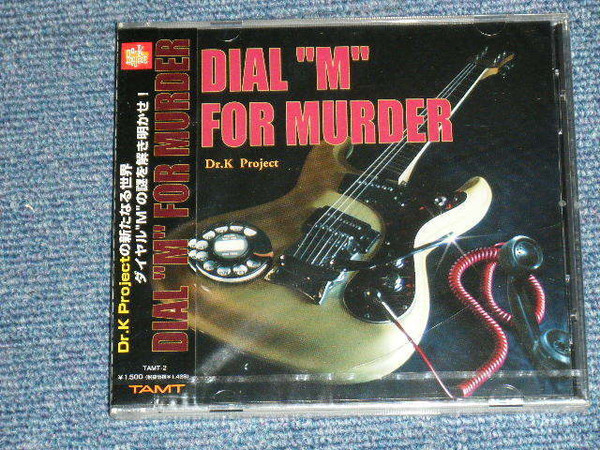 DIAL "M"
FOR MURDER
Dr.K Project
DIAL "M" FOR MURDER
Dr.K Projectの新たなる世界
ダイヤル"M"の謎を解き明かせ！
TAMT-2
¥1,500
TAMT